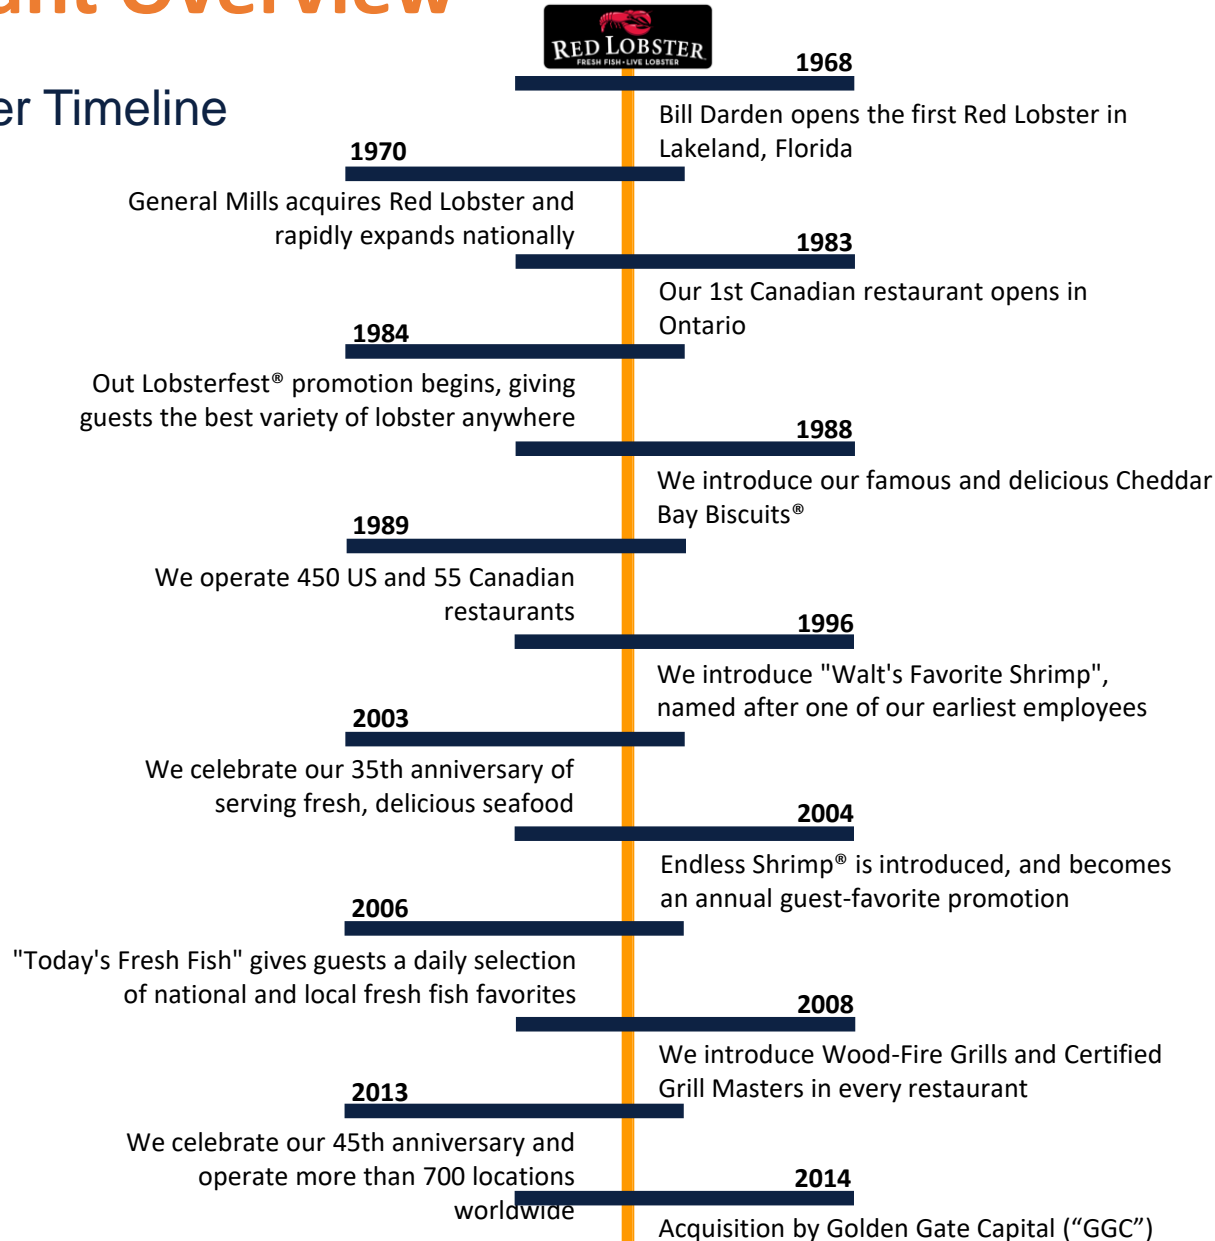 ant Overview
er Timeline
RED LOBSTER
FRESH FISH•LIVE LOBSTER
1968
Bill Darden opens the first Red Lobster in
Lakeland, Florida
1970
General Mills acquires Red Lobster and
rapidly expands nationally
1983
Our 1st Canadian restaurant opens in
Ontario
1984
Out Lobsterfest® promotion begins, giving
guests the best variety of lobster anywhere
1988
We introduce our famous and delicious Cheddar
Bay Biscuits®
1989
We operate 450 US and 55 Canadian
restaurants
1996
We introduce "Walt's Favorite Shrimp",
named after one of our earliest employees
2003
We celebrate our 35th anniversary of
serving fresh, delicious seafood
2004
Endless Shrimp® is introduced, and becomes
an annual guest-favorite promotion
2006
"Today's Fresh Fish" gives guests a daily selection
of national and local fresh fish favorites
2008
We introduce Wood-Fire Grills and Certified
Grill Masters in every restaurant
2013
We celebrate our 45th anniversary and
operate more than 700 locations
worldwide
2014
Acquisition by Golden Gate Capital (“GGC”)